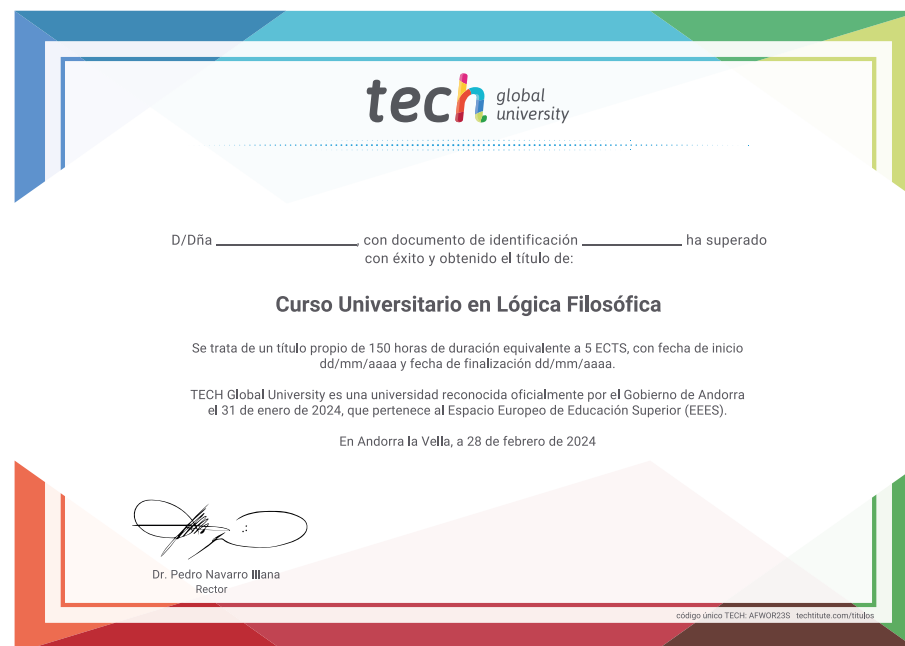 tech global
university
D/Dña ______________, con documento de identificación __________ ha superado
con éxito y obtenido el título de:
Curso Universitario en Lógica Filosófica
Se trata de un título propio de 150 horas de duración equivalente a 5 ECTS, con fecha de inicio
dd/mm/aaaa y fecha de finalización dd/mm/aaaa.
TECH Global University es una universidad reconocida oficialmente por el Gobierno de Andorra
el 31 de enero de 2024, que pertenece al Espacio Europeo de Educación Superior (EEES).
En Andorra la Vella, a 28 de febrero de 2024
Dr. Pedro Navarro Illana
Rector
código único TECH: AFWOR23S techtitute.com/titulos